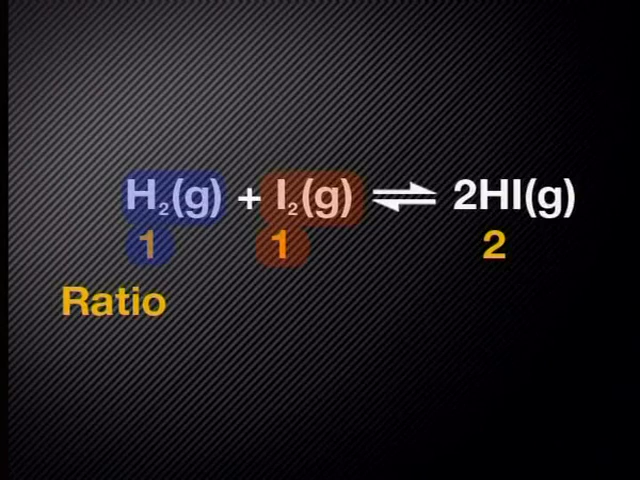 H₂(g) + I₂(g) ⇌ 2HI(g)
1 1 2
Ratio